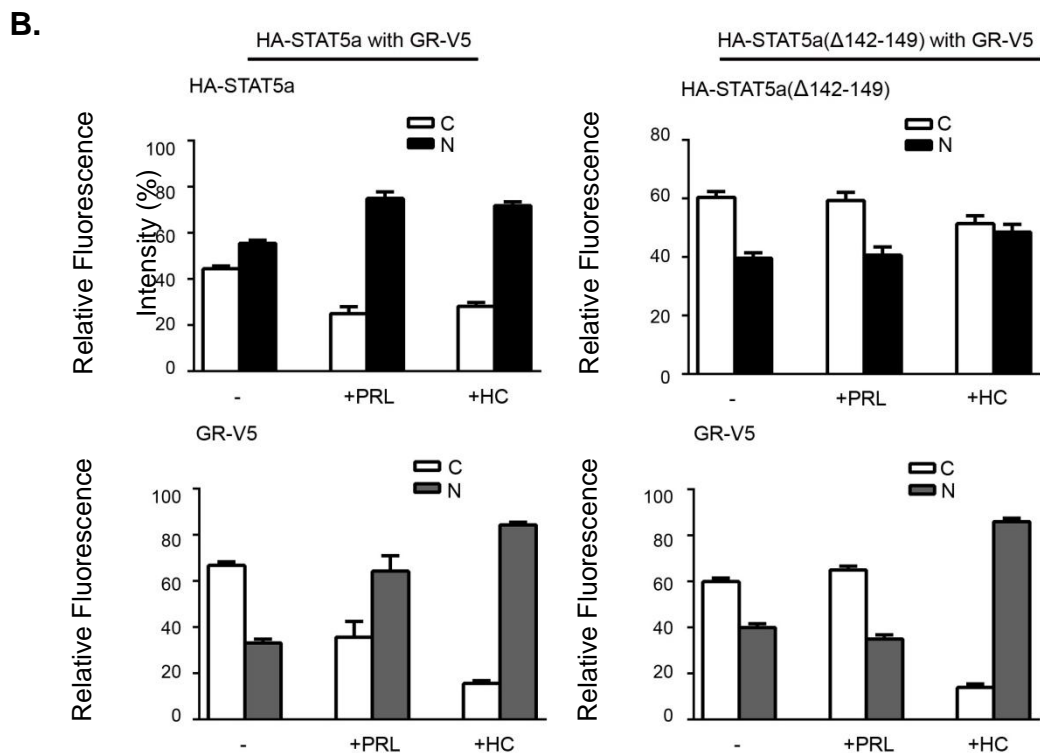 B.
HA-STAT5a with GR-V5
HA-STAT5a
Relative Fluorescence
Intensity (%)
C
N
100
80
60
40
20
0
-
+PRL
+HC
HA-STAT5a(Δ142-149) with GR-V5
HA-STAT5a(Δ142-149)
Relative Fluorescence
C
N
80
60
40
20
0
-
+PRL
+HC
GR-V5
Relative Fluorescence
C
N
100
80
60
40
20
0
-
+PRL
+HC
GR-V5
Relative Fluorescence
C
N
100
80
60
40
20
0
-
+PRL
+HC